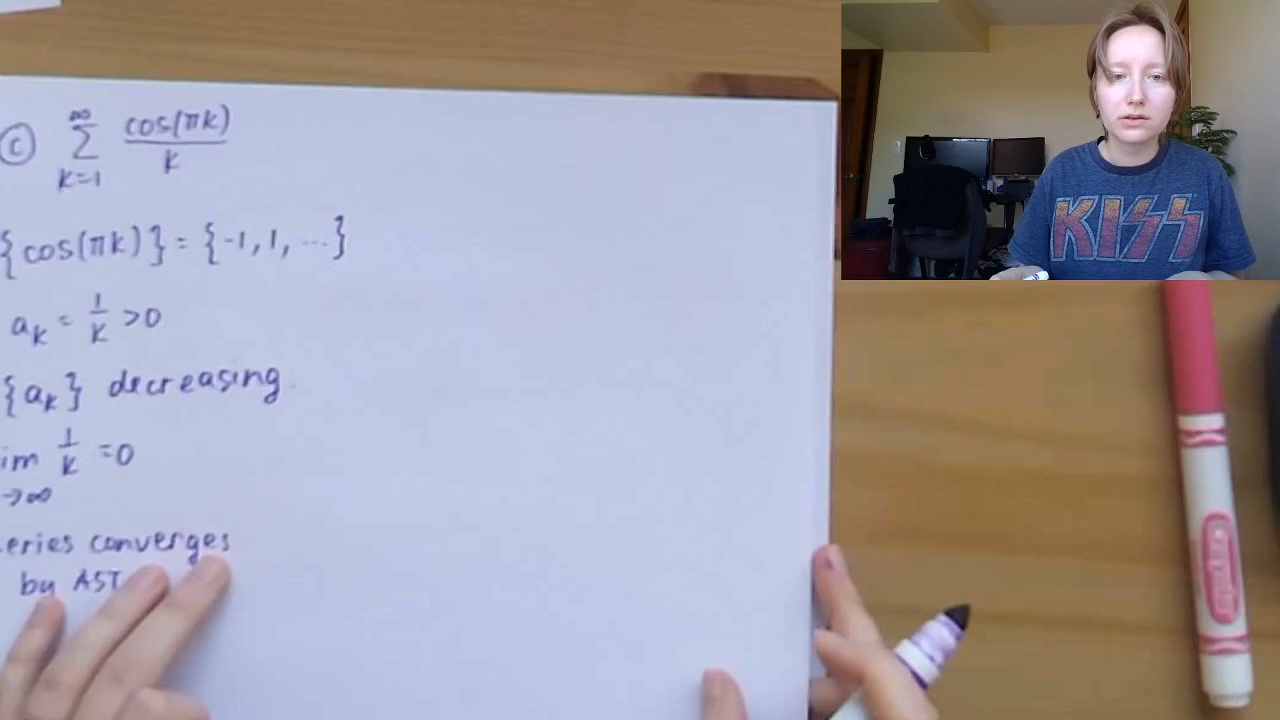 (c) ∞ Σ k=1 cos(πk) / k
{cos(πk)} = {-1, 1, ...}
a_k = 1/k > 0
{a_k} decreasing
im 1/k = 0
→∞
eries converges
by AST
KISS
Crayola